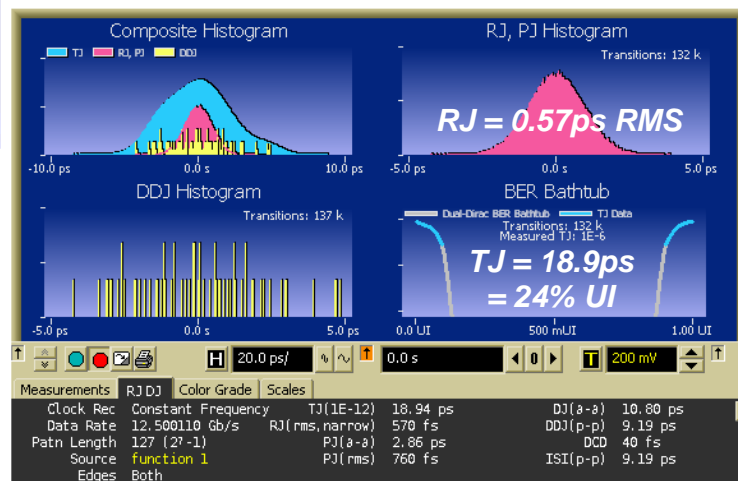 Composite Histogram
TJ RJ, PJ DDJ
-10.0 ps 0.0 s 10.0 ps
RJ, PJ Histogram
Transitions: 132 k
RJ = 0.57ps RMS
-5.0 ps 0.0 s 5.0 ps
DDJ Histogram
Transitions: 137 k
-5.0 ps 0.0 s 5.0 ps
BER Bathtub
Dual-Dirac BER Bathtub TJ Data
Transitions: 132 k
Measured TJ: 1E-6
TJ = 18.9ps
= 24% UI
0.0 UI 500 mUI 1.00 UI
H 20.0 ps/ 0.0 s 0 T 200 mV
Measurements RJDJ Color Grade Scales
Clock Rec Constant Frequency TJ(1E-12) 18.94 ps DJ(∂-∂) 10.80 ps
Data Rate 12.500110 Gb/s RJ(rms,narrow) 570 fs DDJ(p-p) 9.19 ps
Patn Length 127 (2⁷-1) PJ(∂-∂) 2.86 ps DCD 40 fs
Source function 1 PJ(rms) 760 fs ISI(p-p) 9.19 ps
Edges Both